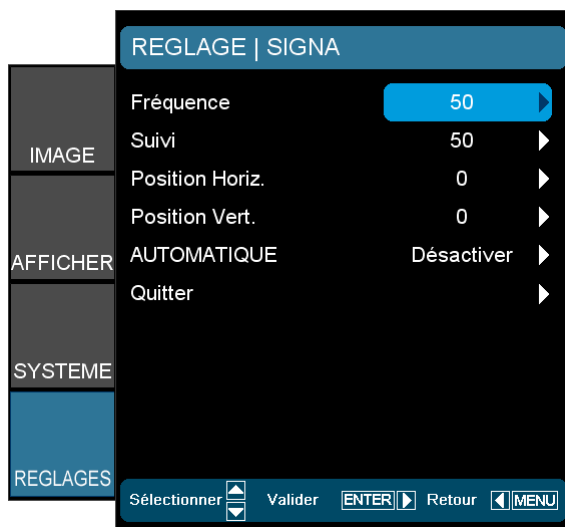 REGLAGE | SIGNA
IMAGE
AFFICHER
SYSTEME
REGLAGES
Fréquence 50
Suivi 50
Position Horiz. 0
Position Vert. 0
AUTOMATIQUE Désactiver
Quitter
Sélectionner Valider ENTER Retour MENU